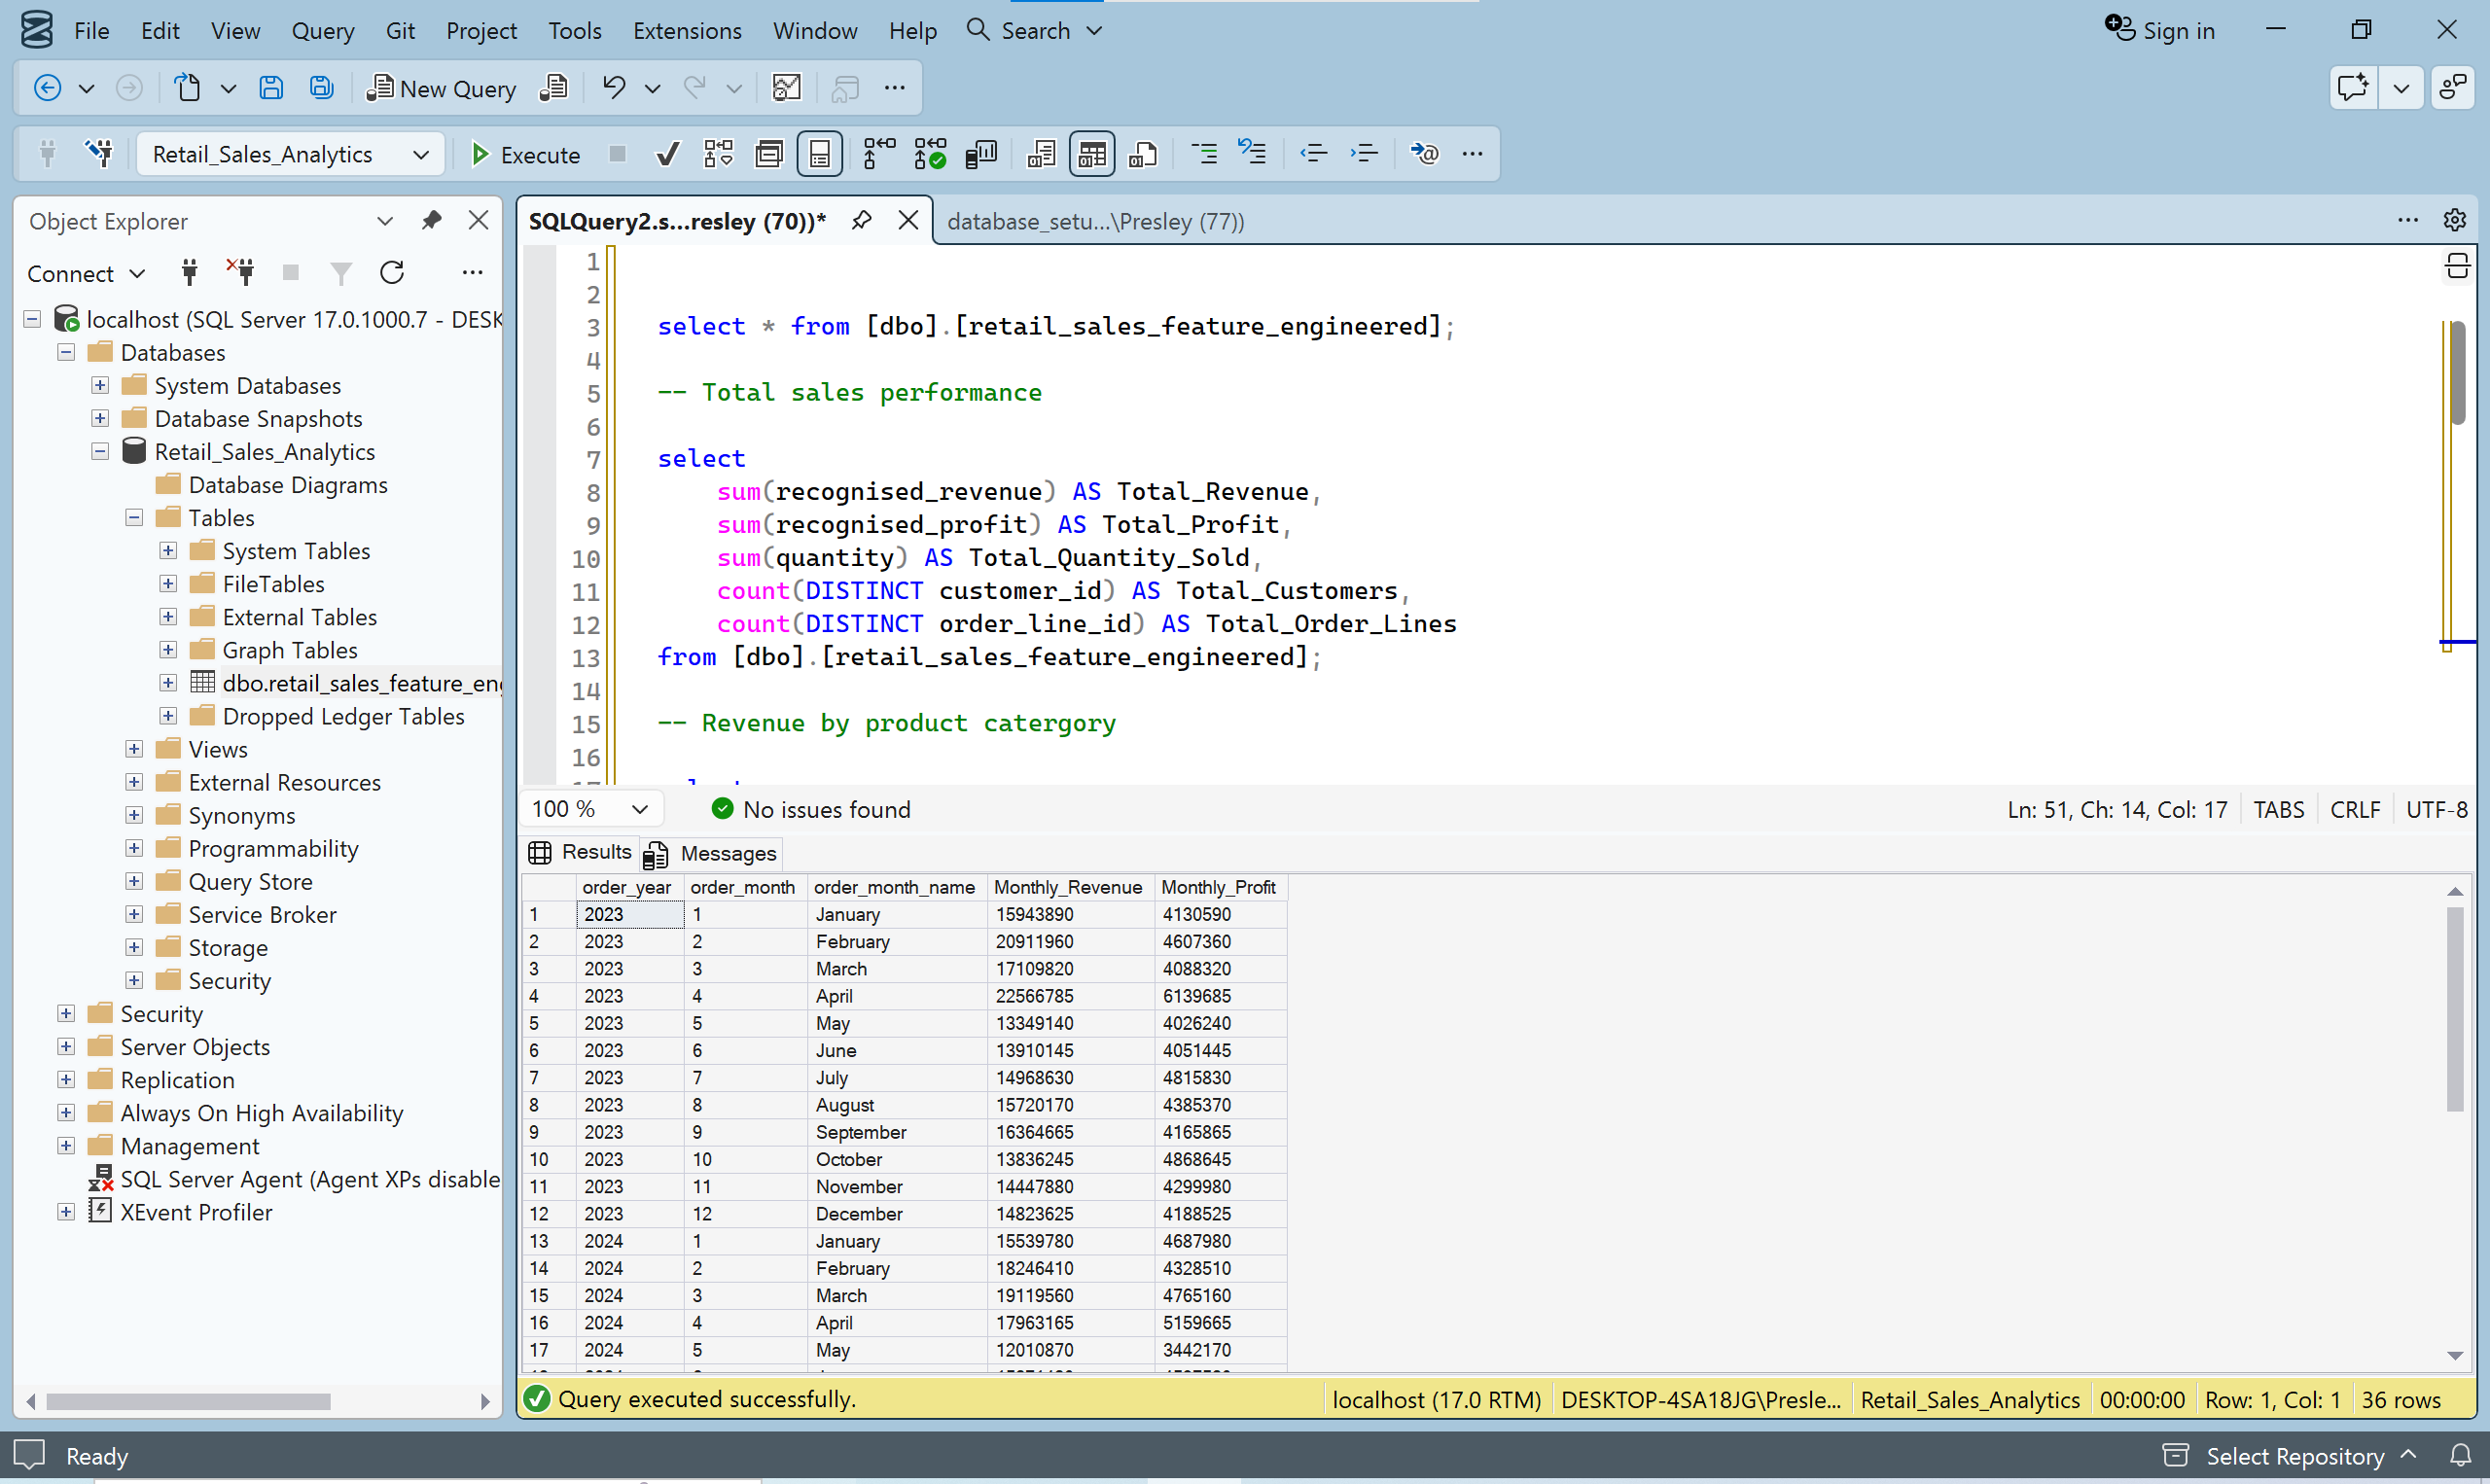 File Edit View Query Git Project Tools Extensions Window Help Search Sign in
New Query
Retail_Sales_Analytics Execute
Object Explorer
Connect
localhost (SQL Server 17.0.1000.7 - DESK
Databases
System Databases
Database Snapshots
Retail_Sales_Analytics
Database Diagrams
Tables
System Tables
FileTables
External Tables
Graph Tables
dbo.retail_sales_feature_eng
Dropped Ledger Tables
Views
External Resources
Synonyms
Programmability
Query Store
Service Broker
Storage
Security
Security
Server Objects
Replication
Always On High Availability
Management
SQL Server Agent (Agent XPs disable
XEvent Profiler
SQLQuery2.s...resley (70))* database_setu...\Presley (77))
1
2
3 select * from [dbo].[retail_sales_feature_engineered];
4
5 -- Total sales performance
6
7 select
8 sum(recognised_revenue) AS Total_Revenue,
9 sum(recognised_profit) AS Total_Profit,
10 sum(quantity) AS Total_Quantity_Sold,
11 count(DISTINCT customer_id) AS Total_Customers,
12 count(DISTINCT order_line_id) AS Total_Order_Lines
13 from [dbo].[retail_sales_feature_engineered];
14
15 -- Revenue by product catergory
16
100 % No issues found Ln: 51, Ch: 14, Col: 17 TABS CRLF UTF-8
Results Messages
order_year order_month order_month_name Monthly_Revenue Monthly_Profit
1 2023 1 January 15943890 4130590
2 2023 2 February 20911960 4607360
3 2023 3 March 17109820 4088320
4 2023 4 April 22566785 6139685
5 2023 5 May 13349140 4026240
6 2023 6 June 13910145 4051445
7 2023 7 July 14968630 4815830
8 2023 8 August 15720170 4385370
9 2023 9 September 16364665 4165865
10 2023 10 October 13836245 4868645
11 2023 11 November 14447880 4299980
12 2023 12 December 14823625 4188525
13 2024 1 January 15539780 4687980
14 2024 2 February 18246410 4328510
15 2024 3 March 19119560 4765160
16 2024 4 April 17963165 5159665
17 2024 5 May 12010870 3442170
Query executed successfully. localhost (17.0 RTM) DESKTOP-4SA18JG\Presle... Retail_Sales_Analytics 00:00:00 Row: 1, Col: 1 36 rows
Ready Select Repository